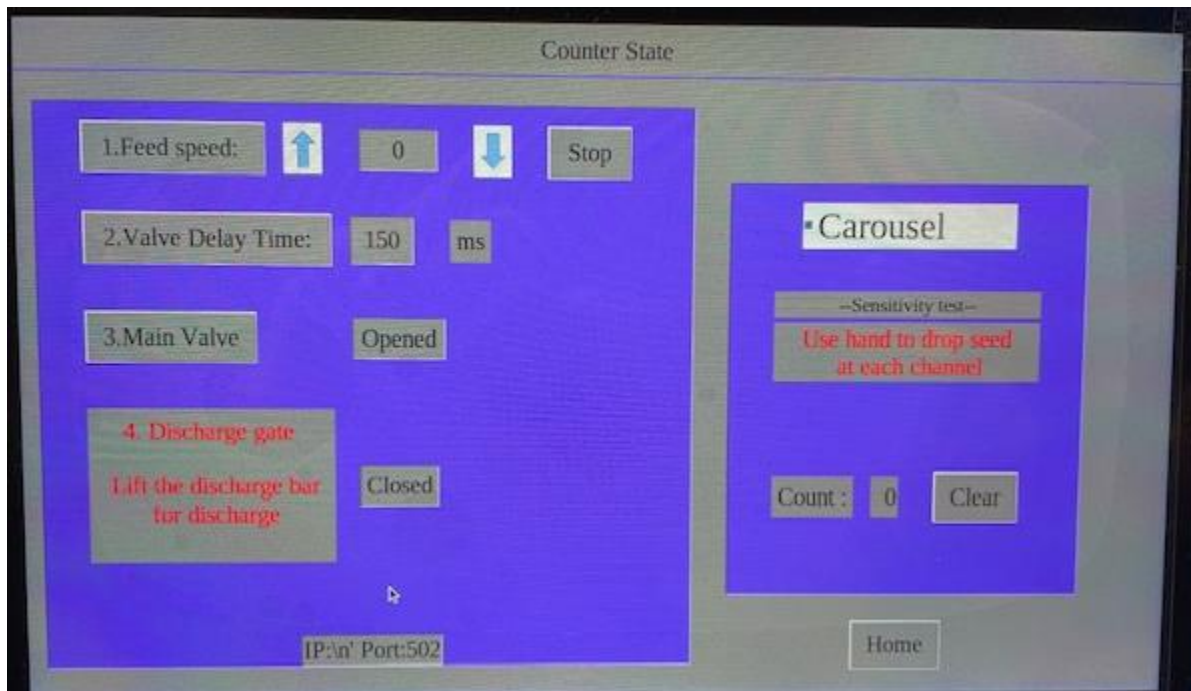 Counter State
1.Feed speed:
0
Stop
2.Valve Delay Time:
150
ms
3.Main Valve
Opened
4. Discharge gate
Lift the discharge bar
for discharge
Closed
IP:\n' Port:502
Carousel
--Sensitivity test--
Use hand to drop seed
at each channel
Count :
0
Clear
Home